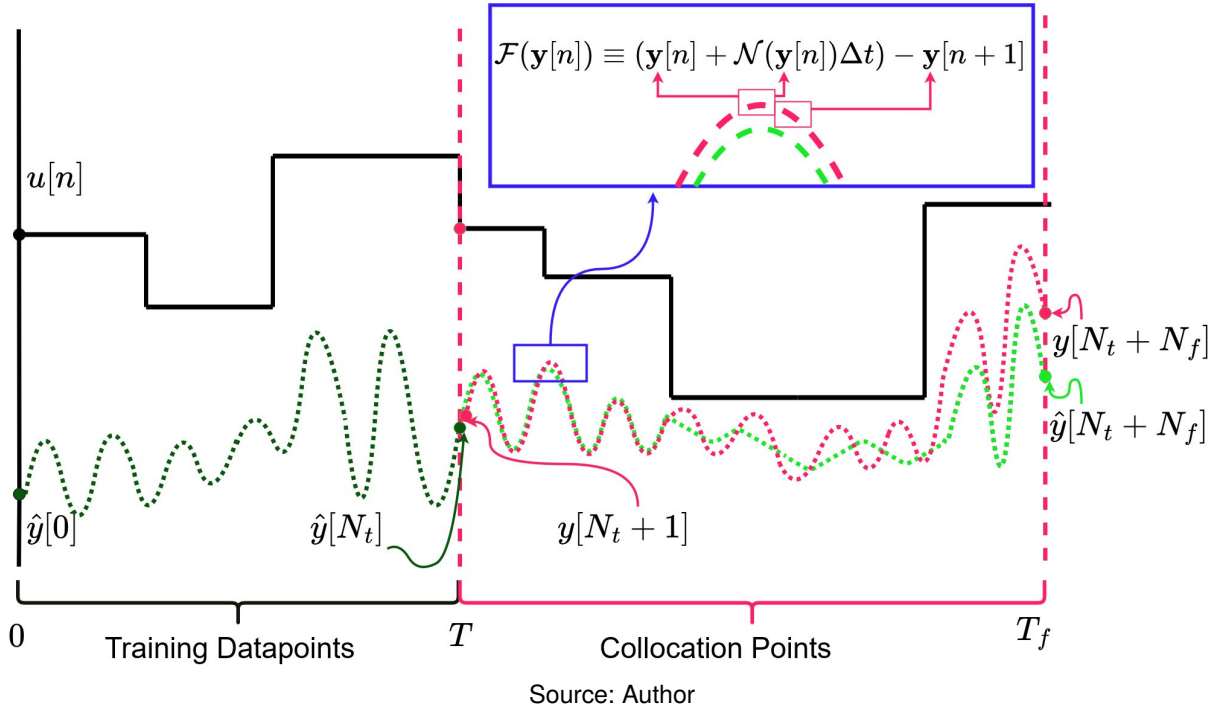 𝓕(𝐲[n]) ≡ (𝐲[n] + 𝓝(𝐲[n])Δt) − 𝐲[n + 1]
u[n]
y[N_t + N_f]
ŷ[N_t + N_f]
ŷ[0]
ŷ[N_t]
y[N_t + 1]
0
T
T_f
Training Datapoints
Collocation Points
Source: Author